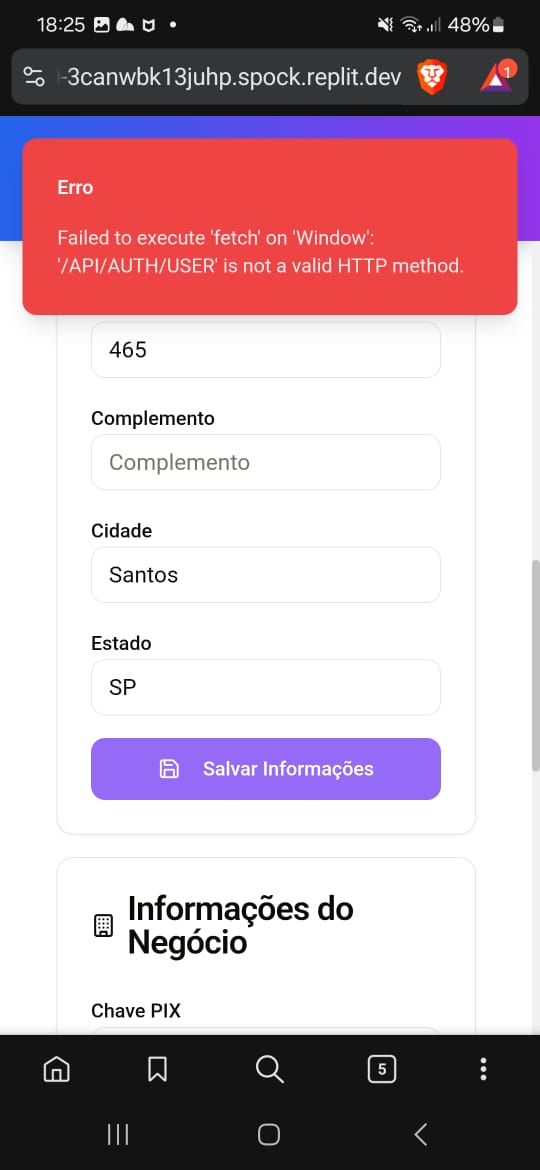 18:25
48%
-3canwbk13juhp.spock.replit.dev
1
Erro
Failed to execute 'fetch' on 'Window':
'/API/AUTH/USER' is not a valid HTTP method.
465
Complemento
Complemento
Cidade
Santos
Estado
SP
Salvar Informações
Informações do
Negócio
Chave PIX
5